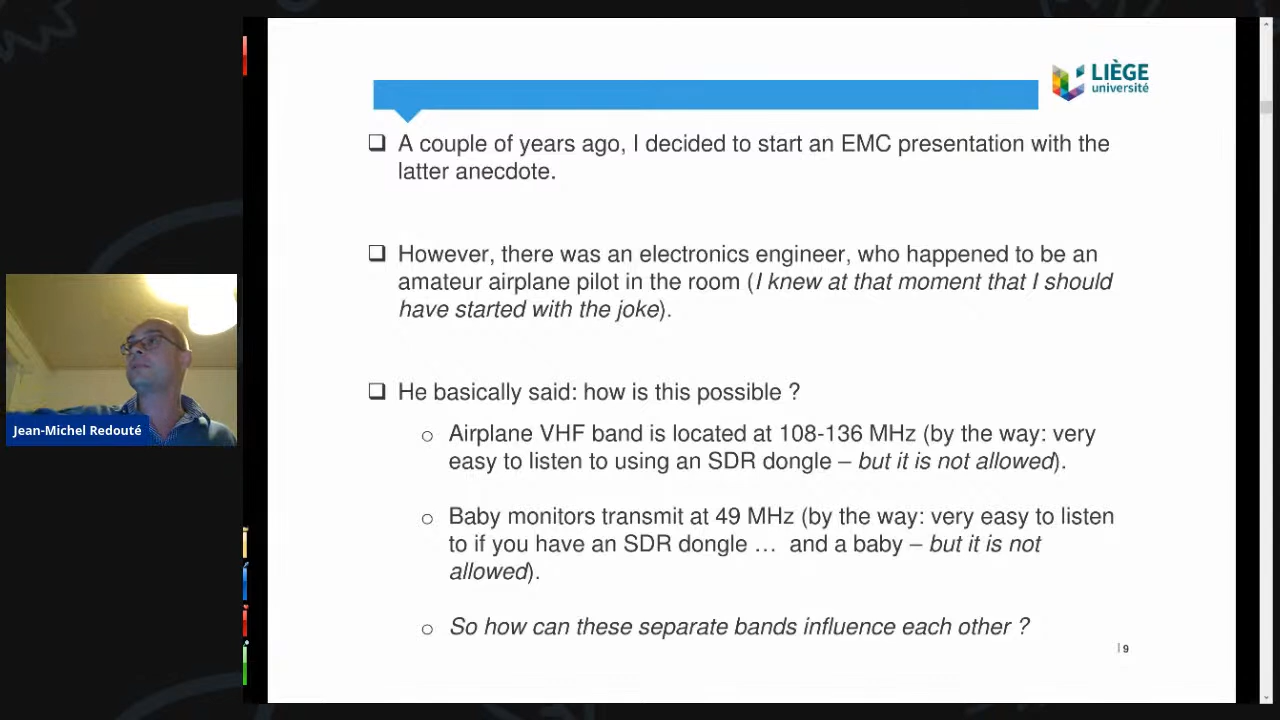 LIÈGE
université
❑ A couple of years ago, I decided to start an EMC presentation with the
latter anecdote.
❑ However, there was an electronics engineer, who happened to be an
amateur airplane pilot in the room (I knew at that moment that I should
have started with the joke).
❑ He basically said: how is this possible ?
o Airplane VHF band is located at 108-136 MHz (by the way: very
easy to listen to using an SDR dongle – but it is not allowed).
o Baby monitors transmit at 49 MHz (by the way: very easy to listen
to if you have an SDR dongle … and a baby – but it is not
allowed).
o So how can these separate bands influence each other ?
| 9
Jean-Michel Redouté